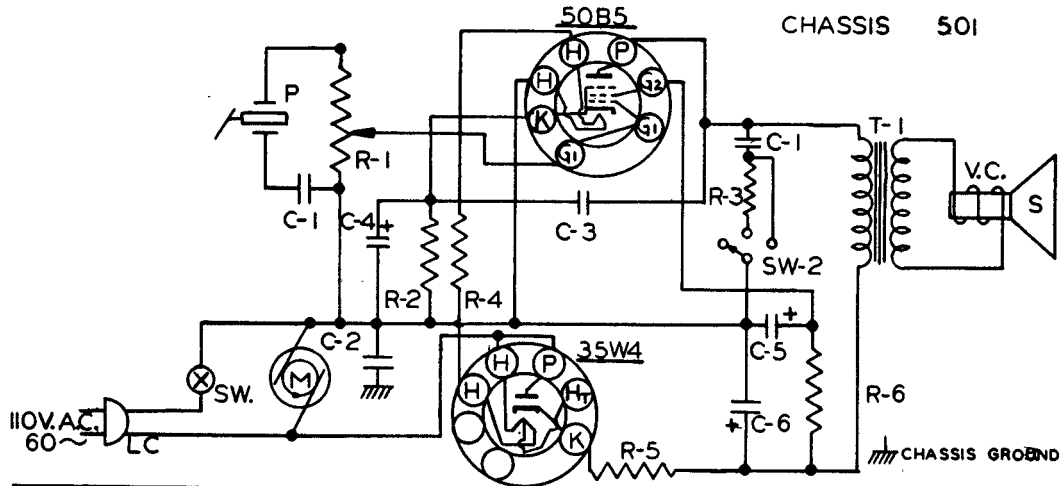 50B5
CHASSIS 501
H
P
H
G2
K
G1
G1
P
R-1
C-1
C-4
+
C-3
C-1
R-3
SW-2
T-1
V.C.
S
R-2
R-4
C-2
35W4
C-5
+
H
P
H
HT
K
SW.
M
110V.A.C.
60~
LC
R-5
C-6
+
R-6
CHASSIS GROUND